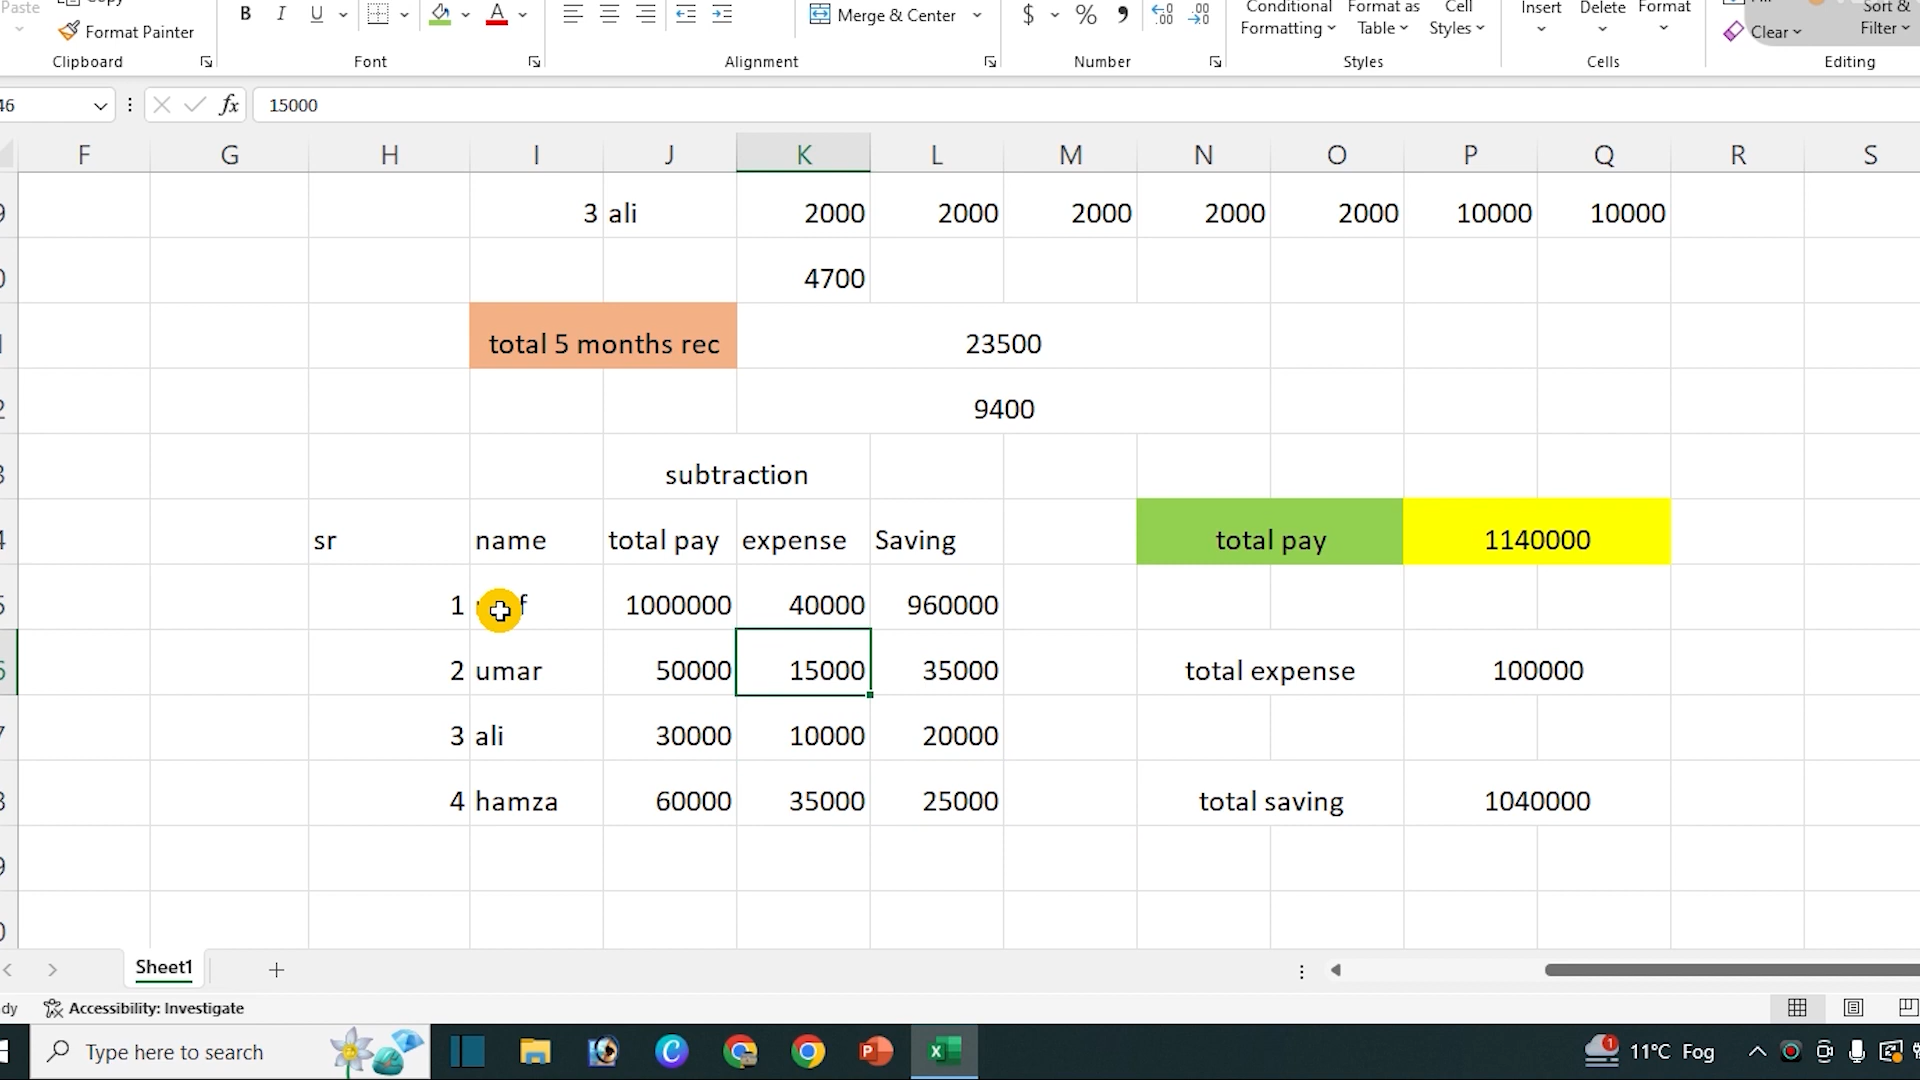 Paste
Format Painter
B I U A
Merge & Center
$ % 9
Conditional Formatting
Format as Table
Cell Styles
Insert Delete Format
Clear
Sort & Filter
Clipboard Font Alignment Number Styles Cells Editing
46 fx 15000
F G H I J K L M N O P Q R S
3 ali 2000 2000 2000 2000 2000 10000 10000
4700
total 5 months rec 23500
9400
subtraction
sr name total pay expense Saving total pay 1140000
1 1000000 40000 960000
2 umar 50000 15000 35000 total expense 100000
3 ali 30000 10000 20000
4 hamza 60000 35000 25000 total saving 1040000
Sheet1
Accessibility: Investigate
Type here to search 11°C Fog